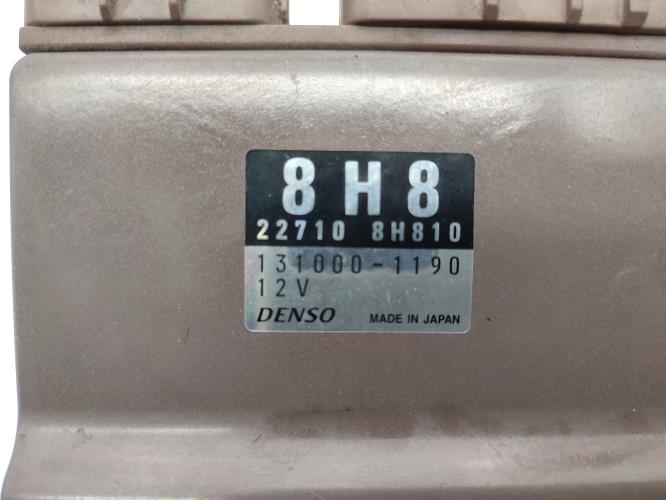 8H8
22710 8H810
131000-1190
12V
DENSO MADE IN JAPAN